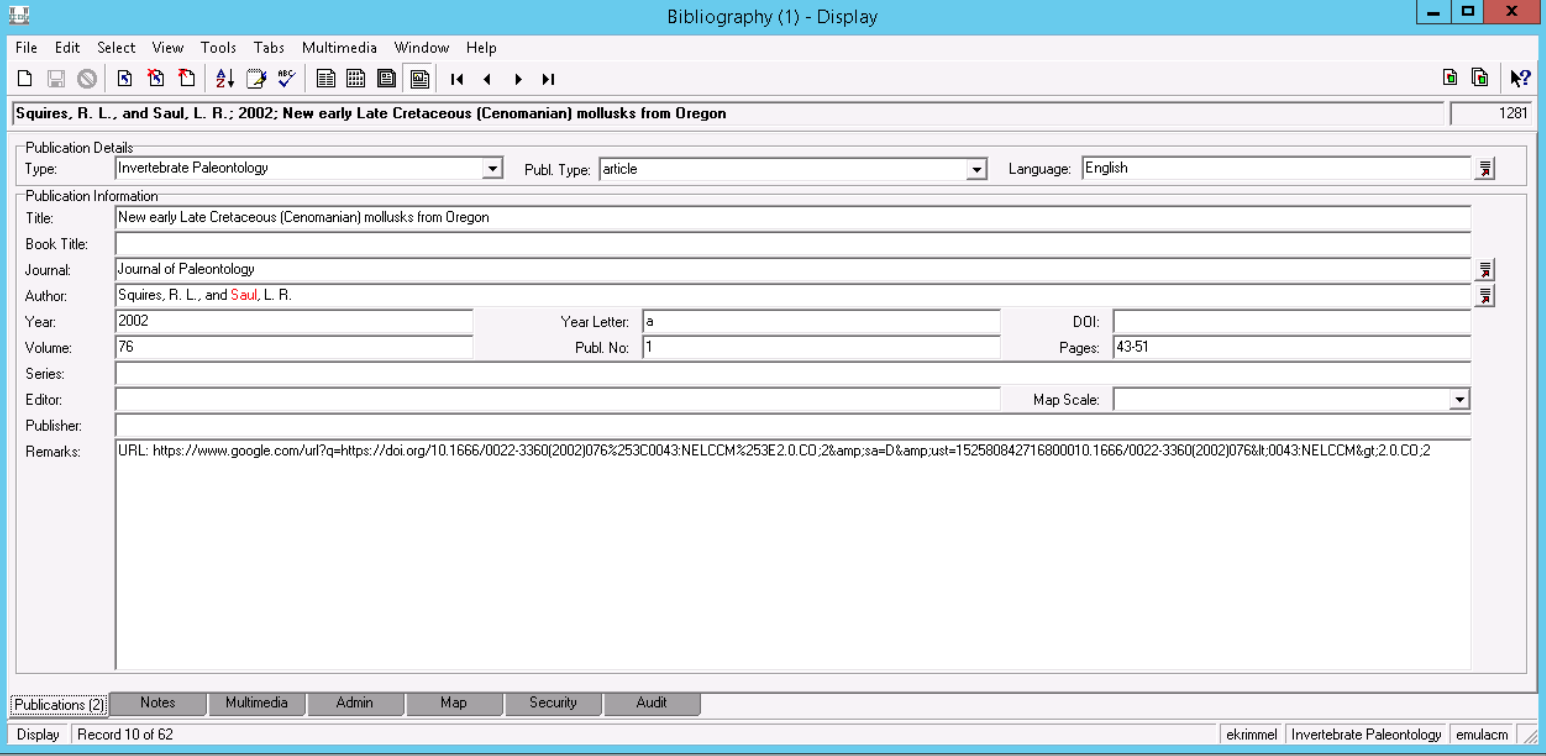 Bibliography (1) - Display
File Edit Select View Tools Tabs Multimedia Window Help
Squires, R. L., and Saul, L. R.; 2002; New early Late Cretaceous (Cenomanian) mollusks from Oregon 1281
Publication Details
Type: Invertebrate Paleontology Publ. Type: article Language: English
Publication Information
Title: New early Late Cretaceous (Cenomanian) mollusks from Oregon
Book Title:
Journal: Journal of Paleontology
Author: Squires, R. L., and Saul, L. R.
Year: 2002 Year Letter: a DOI:
Volume: 76 Publ. No: 1 Pages: 43-51
Series:
Editor: Map Scale:
Publisher:
Remarks: URL: https://www.google.com/url?q=https://doi.org/10.1666/0022-3360(2002)076%253C0043:NELCCM%253E2.0.CO;2&amp;sa=D&amp;ust=152580842716800010.1666/0022-3360(2002)076&lt;0043:NELCCM&gt;2.0.CO;2
Publications (2) Notes Multimedia Admin Map Security Audit
Display Record 10 of 62 ekrimmel Invertebrate Paleontology emulacm